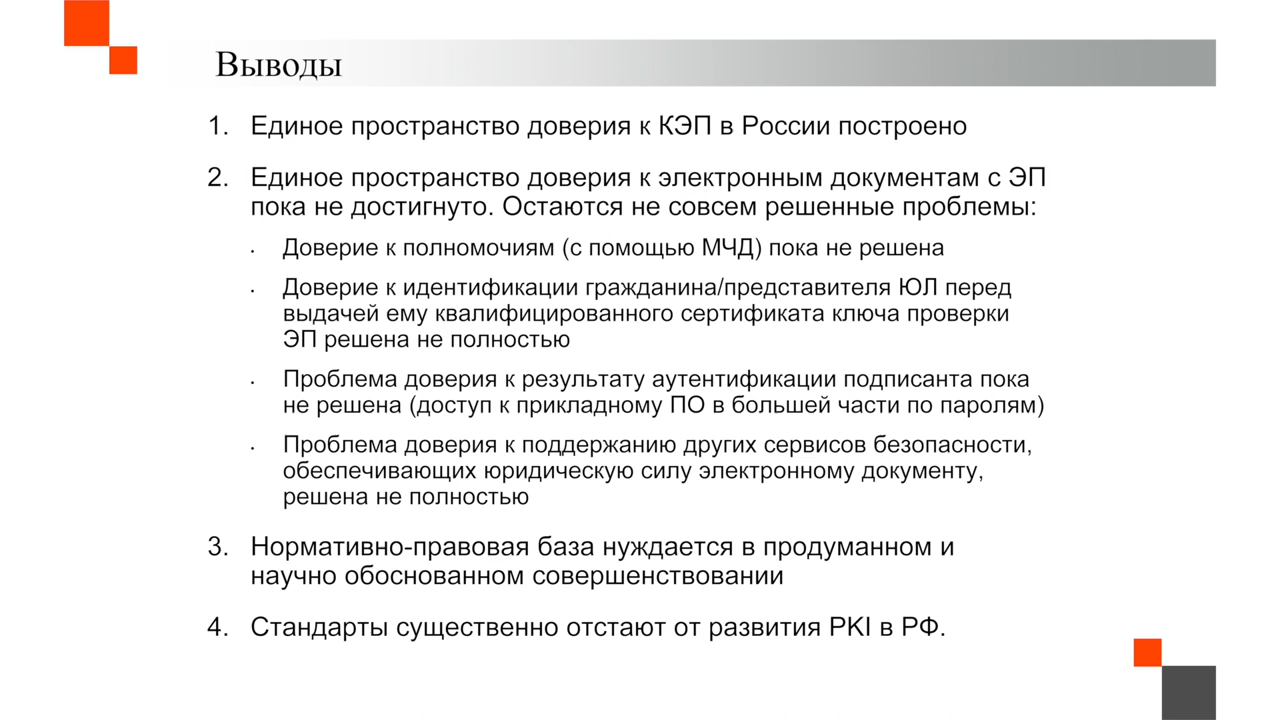 Выводы
1. Единое пространство доверия к КЭП в России построено
2. Единое пространство доверия к электронным документам с ЭП
пока не достигнуто. Остаются не совсем решенные проблемы:
· Доверие к полномочиям (с помощью МЧД) пока не решена
· Доверие к идентификации гражданина/представителя ЮЛ перед
выдачей ему квалифицированного сертификата ключа проверки
ЭП решена не полностью
· Проблема доверия к результату аутентификации подписанта пока
не решена (доступ к прикладному ПО в большей части по паролям)
· Проблема доверия к поддержанию других сервисов безопасности,
обеспечивающих юридическую силу электронному документу,
решена не полностью
3. Нормативно-правовая база нуждается в продуманном и
научно обоснованном совершенствовании
4. Стандарты существенно отстают от развития PKI в РФ.